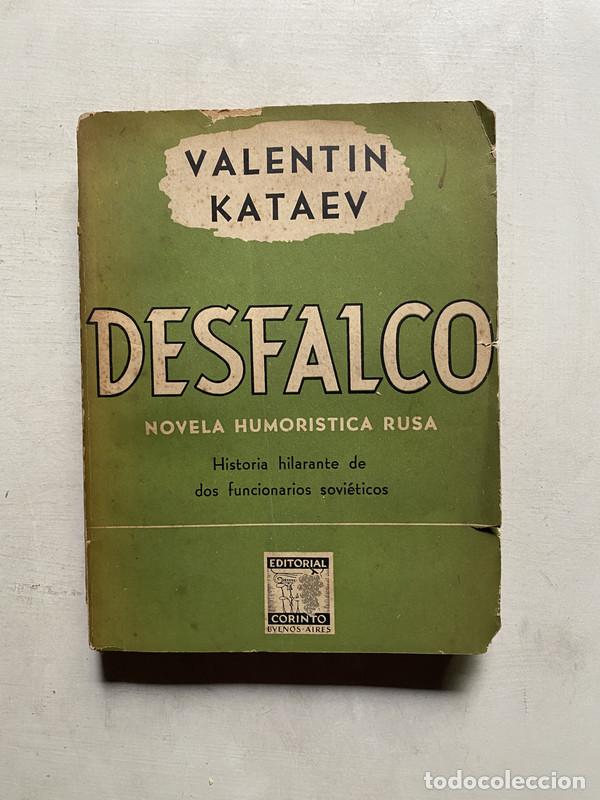 VALENTIN
KATAEV
DESFALCO
NOVELA HUMORISTICA RUSA
Historia hilarante de
dos funcionarios soviéticos
EDITORIAL
CORINTO
BVENOS-AIRES
todocoleccion